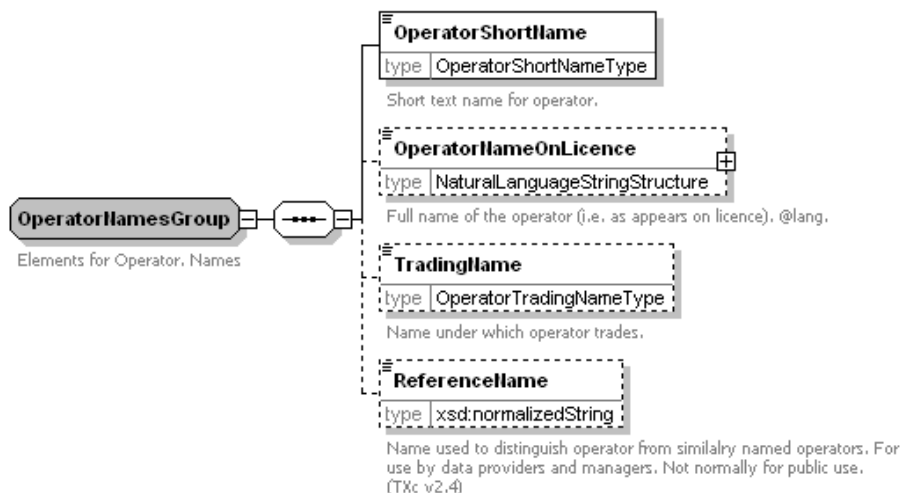 OperatorShortName
type OperatorShortNameType
Short text name for operator.
OperatorNameOnLicence
type NaturalLanguageStringStructure
Full name of the operator (i.e. as appears on licence). @lang.
OperatorNamesGroup
Elements for Operator. Names
TradingName
type OperatorTradingNameType
Name under which operator trades.
ReferenceName
type xsd:normalizedString
Name used to distinguish operator from similalry named operators. For
use by data providers and managers. Not normally for public use.
(TXc v2.4)